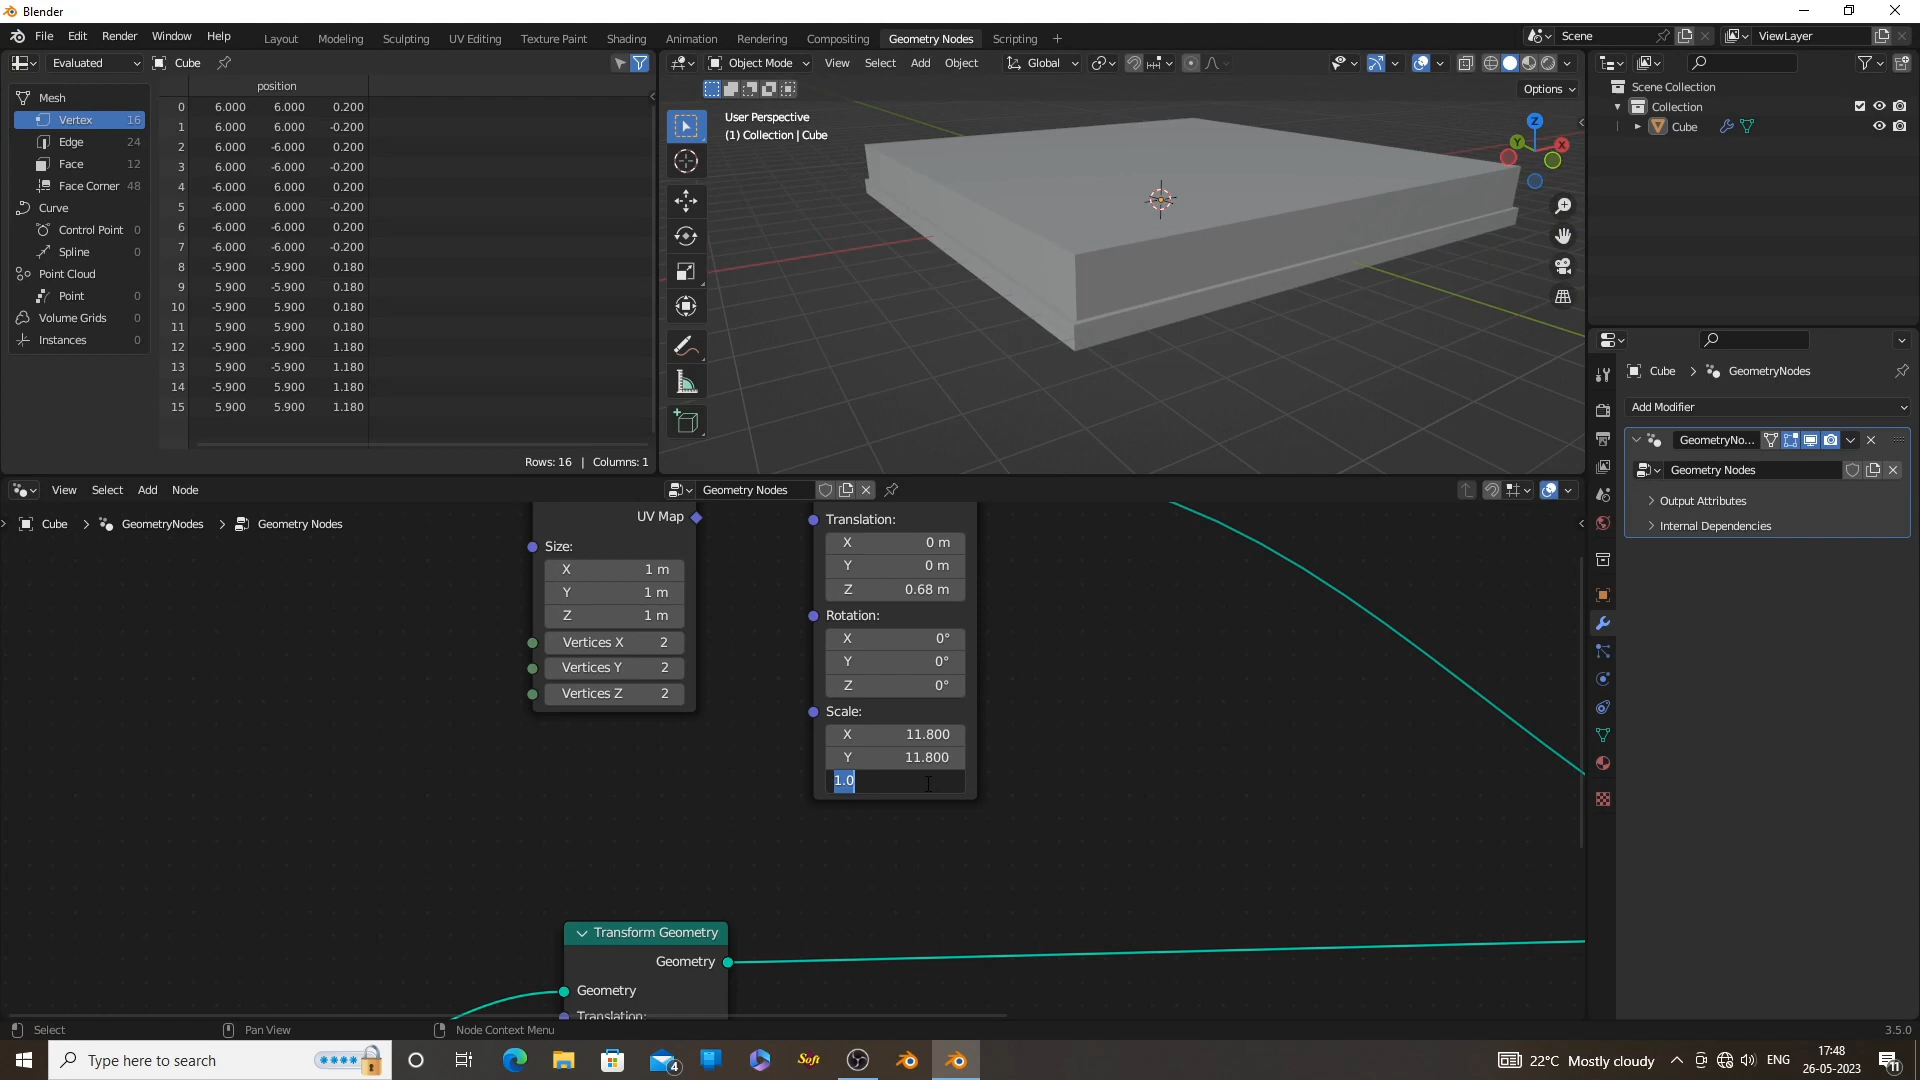 Blender
File Edit Render Window Help Layout Modeling Sculpting UV Editing Texture Paint Shading Animation Rendering Compositing Geometry Nodes Scripting + Scene ViewLayer
Evaluated Cube
position
Mesh
Vertex 16
Edge 24
Face 12
Face Corner 48
Curve
Control Point 0
Spline 0
Point Cloud
Point 0
Volume Grids 0
Instances 0
0 6.000 6.000 0.200
1 6.000 6.000 -0.200
2 6.000 -6.000 0.200
3 6.000 -6.000 -0.200
4 -6.000 6.000 0.200
5 -6.000 6.000 -0.200
6 -6.000 -6.000 0.200
7 -6.000 -6.000 -0.200
8 -5.900 -5.900 0.180
9 5.900 -5.900 0.180
10 -5.900 5.900 0.180
11 5.900 5.900 0.180
12 -5.900 -5.900 1.180
13 5.900 -5.900 1.180
14 -5.900 5.900 1.180
15 5.900 5.900 1.180
Rows: 16 | Columns: 1
Object Mode View Select Add Object Global
Options
User Perspective
(1) Collection | Cube
Z
Y
X
Scene Collection
Collection
Cube
Cube GeometryNodes
Add Modifier
GeometryNo...
Geometry Nodes
Output Attributes
Internal Dependencies
View Select Add Node Geometry Nodes
Cube GeometryNodes Geometry Nodes
UV Map
Size:
X 1 m
Y 1 m
Z 1 m
Vertices X 2
Vertices Y 2
Vertices Z 2
Translation:
X 0 m
Y 0 m
Z 0.68 m
Rotation:
X 0°
Y 0°
Z 0°
Scale:
X 11.800
Y 11.800
1.0
Transform Geometry
Geometry
Geometry
Translation:
Select Pan View Node Context Menu 3.5.0
Type here to search
4
Soft
22°C Mostly cloudy
ENG
17:48
26-05-2023
11